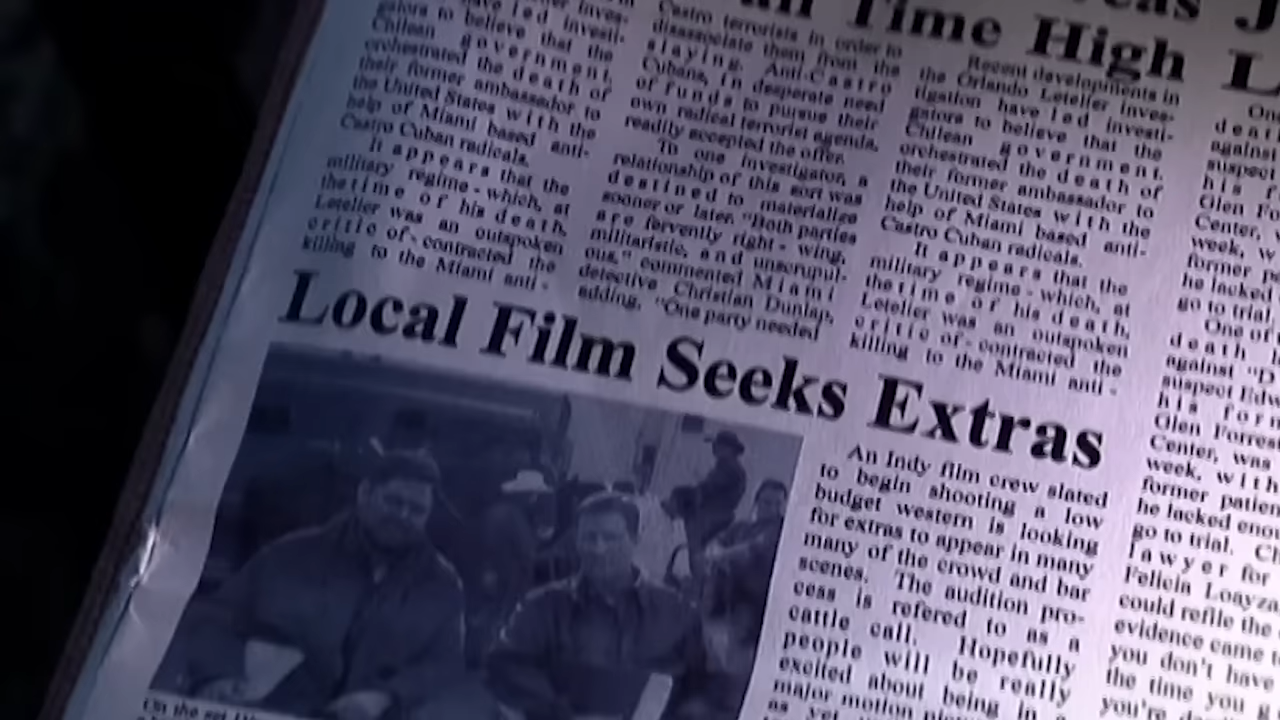 Time High
gators to believe that the
Chilean government,
orchestrated the death of
their former ambassador to
the United States with the
help of Miami based anti-
Castro Cuban radicals.
It appears that the
military regime - which, at
the time of his death,
Letelier was an outspoken
critic of - contracted the
killing to the Miami anti -
Castro terrorists in order to
disassociate them from the
slaying. Anti-Castro
Cubans, in desperate need
of funds to pursue their
own radical terrorist agenda,
readily accepted the offer.
To one investigator, a
relationship of this sort was
destined to materialize
sooner or later. "Both parties
are fervently right - wing,
militaristic, and unscrupul-
ous," commented Miami
detective Christian Dunlap,
adding, "One party needed
Recent developments in
the Orlando Letelier inves-
tigation have led investi-
gators to believe that the
Chilean government,
orchestrated the death of
their former ambassador to
the United States with the
help of Miami based anti-
Castro Cuban radicals.
It appears that the
military regime - which, at
the time of his death,
Letelier was an outspoken
critic of - contracted the
killing to the Miami anti -
death
against
suspect
his
Glen Fo
Center,
week, w
former
he lacked
go to trial.
One of
death
against "D
suspect Edw
his form
Glen Forres
Center, was
week, with
former patien
he lacked eno
go to trial.
lawyer for
Felicia Loayza
could refile the
evidence came t
you don't have
the time you g
you're
Local Film Seeks Extras
An Indy film crew slated
to begin shooting a low
budget western is looking
for extras to appear in many
many of the crowd and bar
scenes. The audition pro-
cess is refered to as a
cattle call. Hopefully
people will be really
excited about being in a
major motion
as yet
On the set